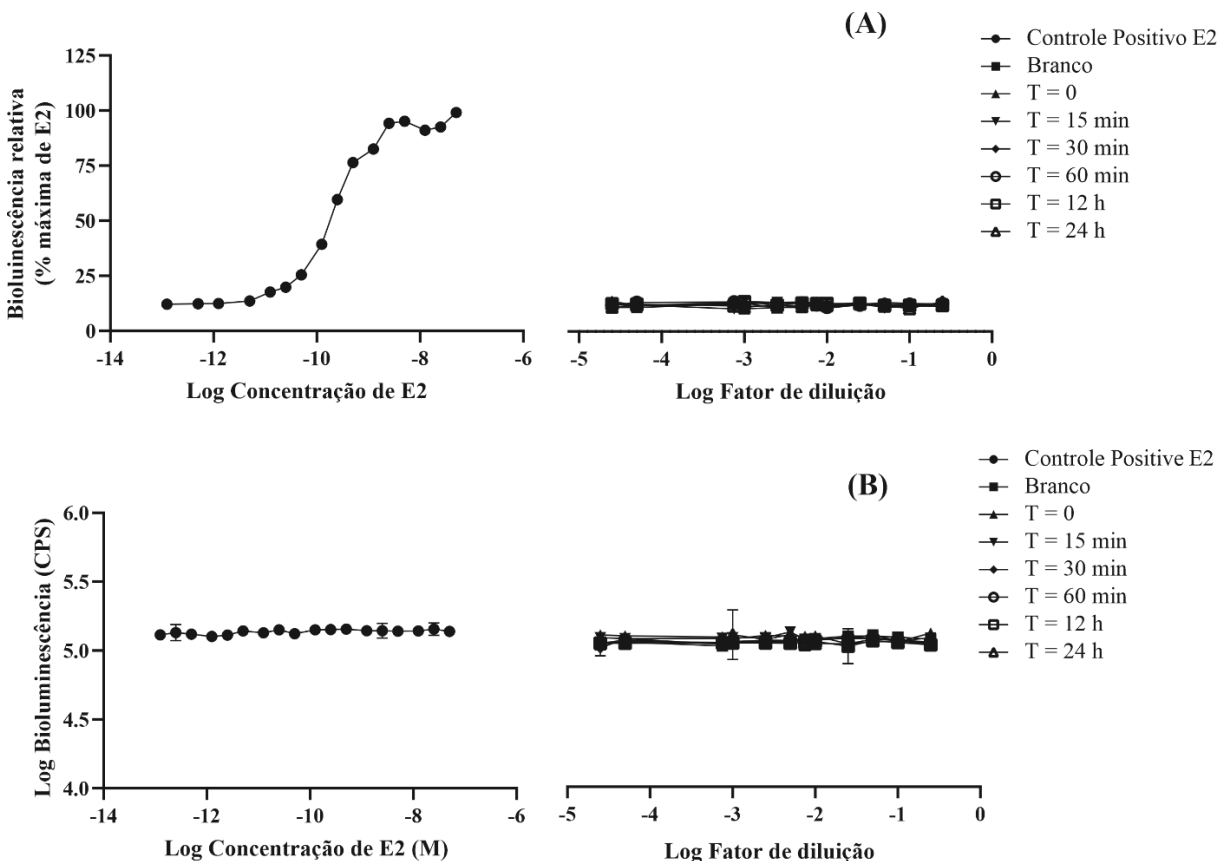 (A)
Bioluinescência relativa
(% máxima de E2)
125
100
75
50
25
0
-14
-12
-10
-8
-6
Log Concentração de E2
-5
-4
-3
-2
-1
0
Log Fator de diluição
Controle Positivo E2
Branco
T = 0
T = 15 min
T = 30 min
T = 60 min
T = 12 h
T = 24 h
(B)
Log Bioluminescência (CPS)
6.0
5.5
5.0
4.5
4.0
-14
-12
-10
-8
-6
Log Concentração de E2 (M)
-5
-4
-3
-2
-1
0
Log Fator de diluição
Controle Positive E2
Branco
T = 0
T = 15 min
T = 30 min
T = 60 min
T = 12 h
T = 24 h